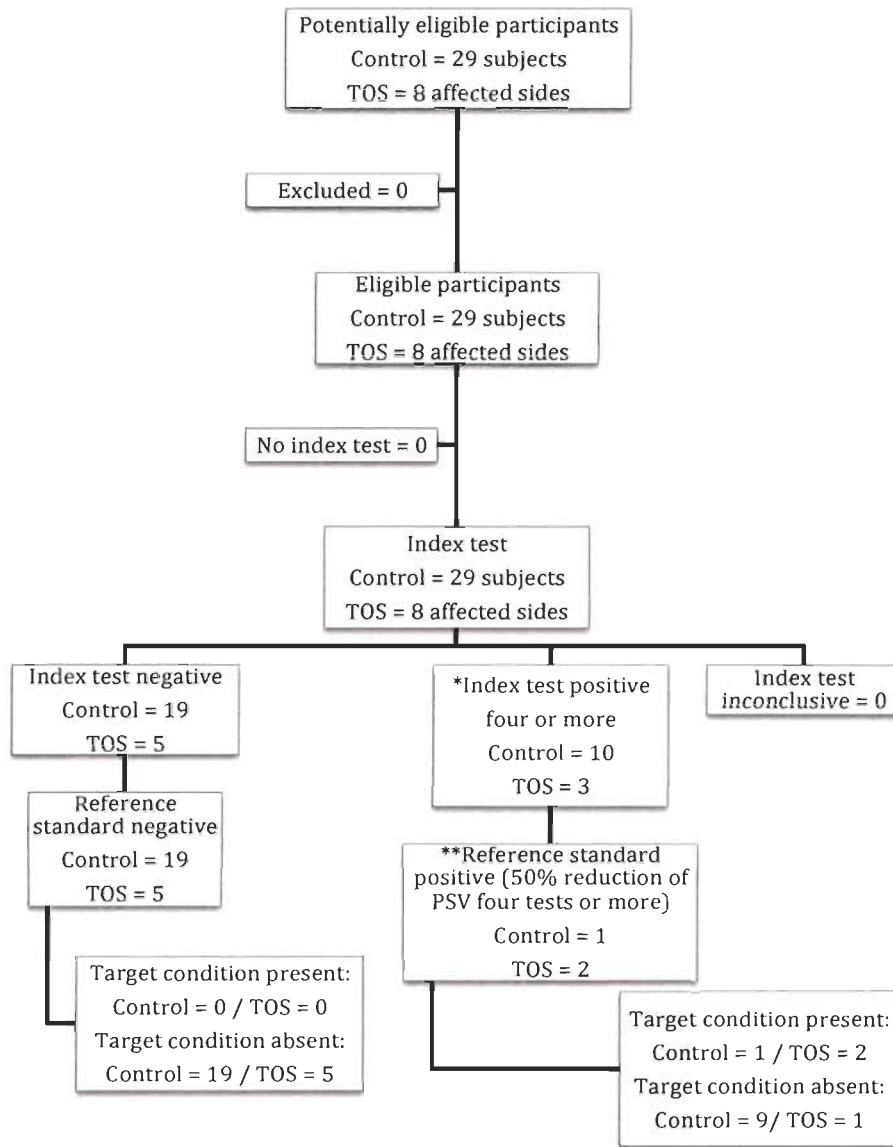 Potentially eligible participants
Control = 29 subjects
TOS = 8 affected sides
Excluded = 0
Eligible participants
Control = 29 subjects
TOS = 8 affected sides
No index test = 0
Index test
Control = 29 subjects
TOS = 8 affected sides
Index test negative
Control = 19
TOS = 5
*Index test positive
four or more
Control = 10
TOS = 3
Index test
inconclusive = 0
Reference
standard negative
Control = 19
TOS = 5
**Reference standard
positive (50% reduction of
PSV four tests or more)
Control = 1
TOS = 2
Target condition present:
Control = 0 / TOS = 0
Target condition absent:
Control = 19 / TOS = 5
Target condition present:
Control = 1 / TOS = 2
Target condition absent:
Control = 9/ TOS = 1